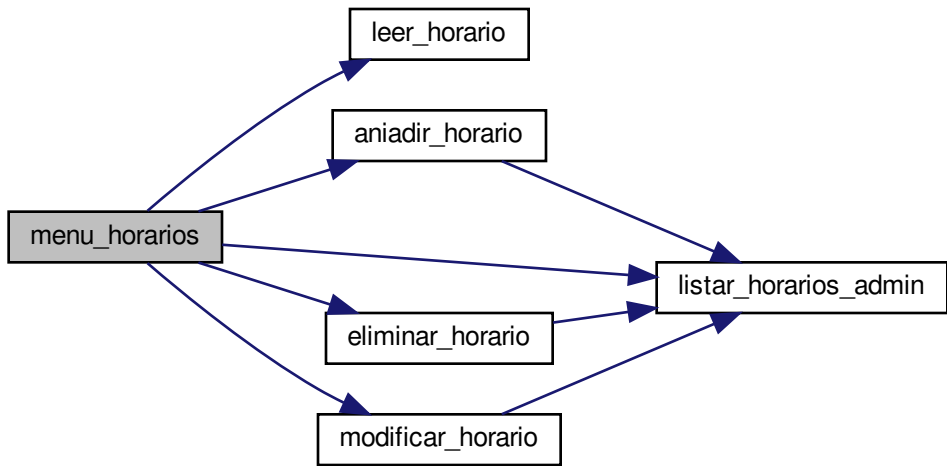 leer_horario
aniadir_horario
menu_horarios
listar_horarios_admin
eliminar_horario
modificar_horario